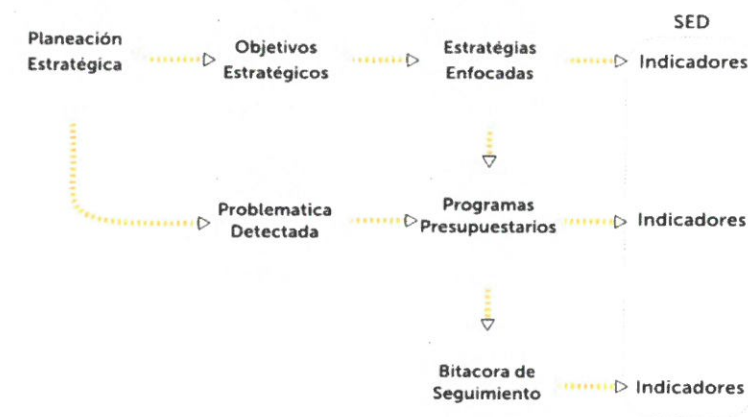 SED
Planeación
Estratégica
Objetivos
Estratégicos
Estratégias
Enfocadas
Indicadores
Problematica
Detectada
Programas
Presupuestarios
Indicadores
Bitacora de
Seguimiento
Indicadores